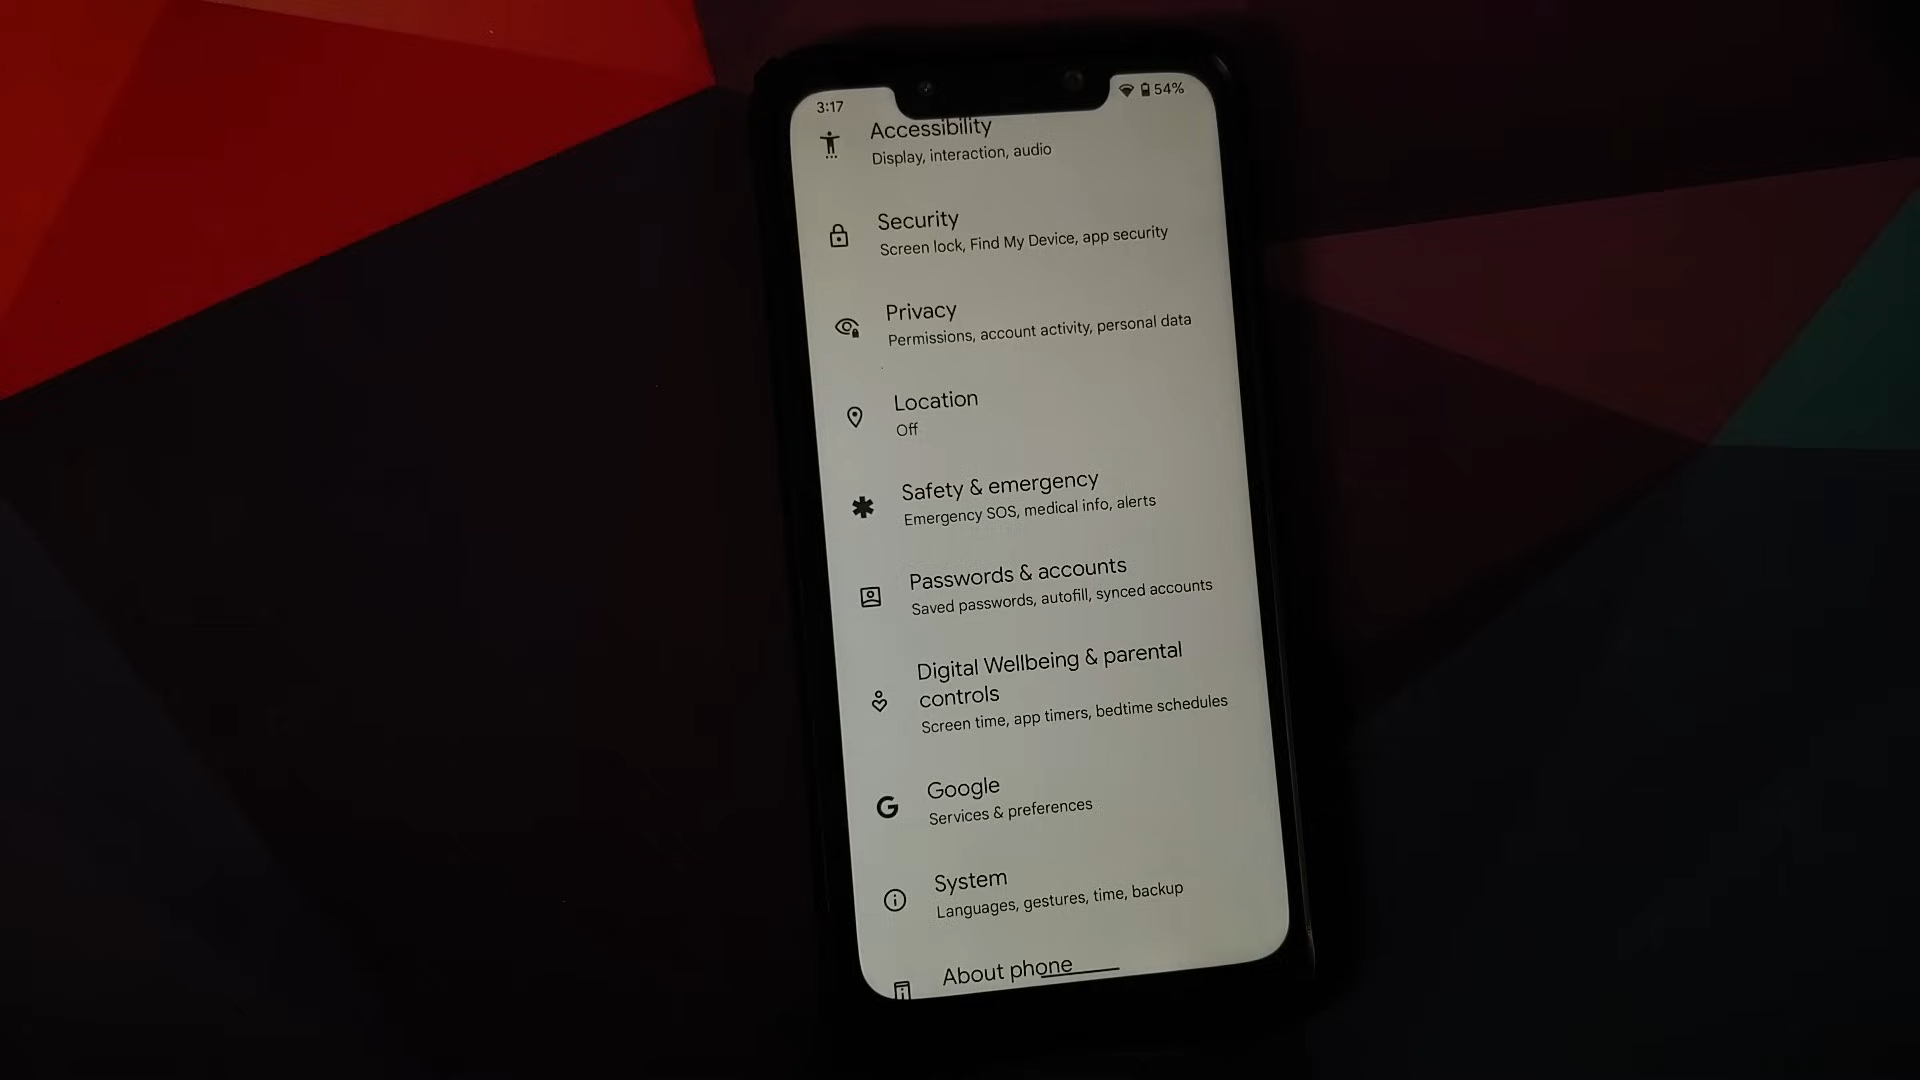 3:17
54%
Accessibility
Display, interaction, audio
Security
Screen lock, Find My Device, app security
Privacy
Permissions, account activity, personal data
Location
Off
Safety & emergency
Emergency SOS, medical info, alerts
Passwords & accounts
Saved passwords, autofill, synced accounts
Digital Wellbeing & parental
controls
Screen time, app timers, bedtime schedules
Google
Services & preferences
System
Languages, gestures, time, backup
About phone